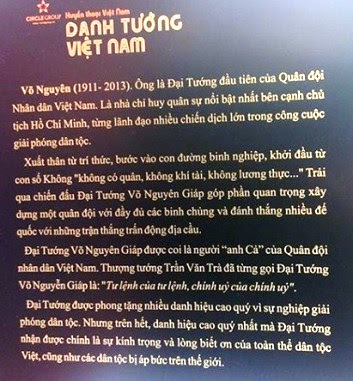 CIRCLE GROUP
Huyền thoại Việt Nam
DANH TƯỚNG
VIỆT NAM
Võ Nguyên (1911- 2013). Ông là Đại Tướng đầu tiên của Quân đội
Nhân dân Việt Nam. Là nhà chỉ huy quân sự nổi bật nhất bên cạnh chủ
tịch Hồ Chí Minh, từng lãnh đạo nhiều chiến dịch lớn trong công cuộc
giải phóng dân tộc.
Xuất thân từ trí thức, bước vào con đường binh nghiệp, khởi đầu từ
con số Không "không có quân, không khí tài, không lương thực..." Trải
qua chiến đấu Đại Tướng Võ Nguyên Giáp góp phần quan trọng xây
dựng một quân đội với đầy đủ các binh chủng và đánh thắng nhiều đế
quốc với những trận thắng trấn động địa cầu.
Đại Tướng Võ Nguyên Giáp được coi là người "anh Cả" của Quân đội
nhân dân Việt Nam. Thượng tướng Trần Văn Trà đã từng gọi Đại Tướng
Võ Nguyễn Giáp là: "Tư lệnh của tư lệnh, chính uỷ của chính uỷ".
Đại Tướng được phong tặng nhiều danh hiệu cao quý vì sự nghiệp giải
phóng dân tộc. Nhưng trên hết, danh hiệu cao quý nhất mà Đại Tướng
nhận được chính là sự kính trọng và lòng biết ơn của toàn thể dân tộc
Việt, cũng như các dân tộc bị áp bức trên thế giới.